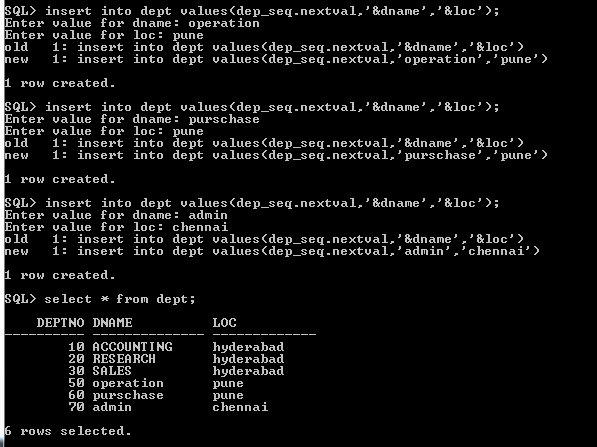 SQL> insert into dept values(dep_seq.nextval,'&dname','&loc');
Enter value for dname: operation
Enter value for loc: pune
old   1: insert into dept values(dep_seq.nextval,'&dname','&loc')
new   1: insert into dept values(dep_seq.nextval,'operation','pune')
1 row created.
SQL> insert into dept values(dep_seq.nextval,'&dname','&loc');
Enter value for dname: purschase
Enter value for loc: pune
old   1: insert into dept values(dep_seq.nextval,'&dname','&loc')
new   1: insert into dept values(dep_seq.nextval,'purschase','pune')
1 row created.
SQL> insert into dept values(dep_seq.nextval,'&dname','&loc');
Enter value for dname: admin
Enter value for loc: chennai
old   1: insert into dept values(dep_seq.nextval,'&dname','&loc')
new   1: insert into dept values(dep_seq.nextval,'admin','chennai')
1 row created.
SQL> select * from dept;
    DEPTNO DNAME          LOC
---------- -------------- -------------
        10 ACCOUNTING     hyderabad
        20 RESEARCH       hyderabad
        30 SALES          hyderabad
        50 operation      pune
        60 purschase      pune
        70 admin          chennai
6 rows selected.